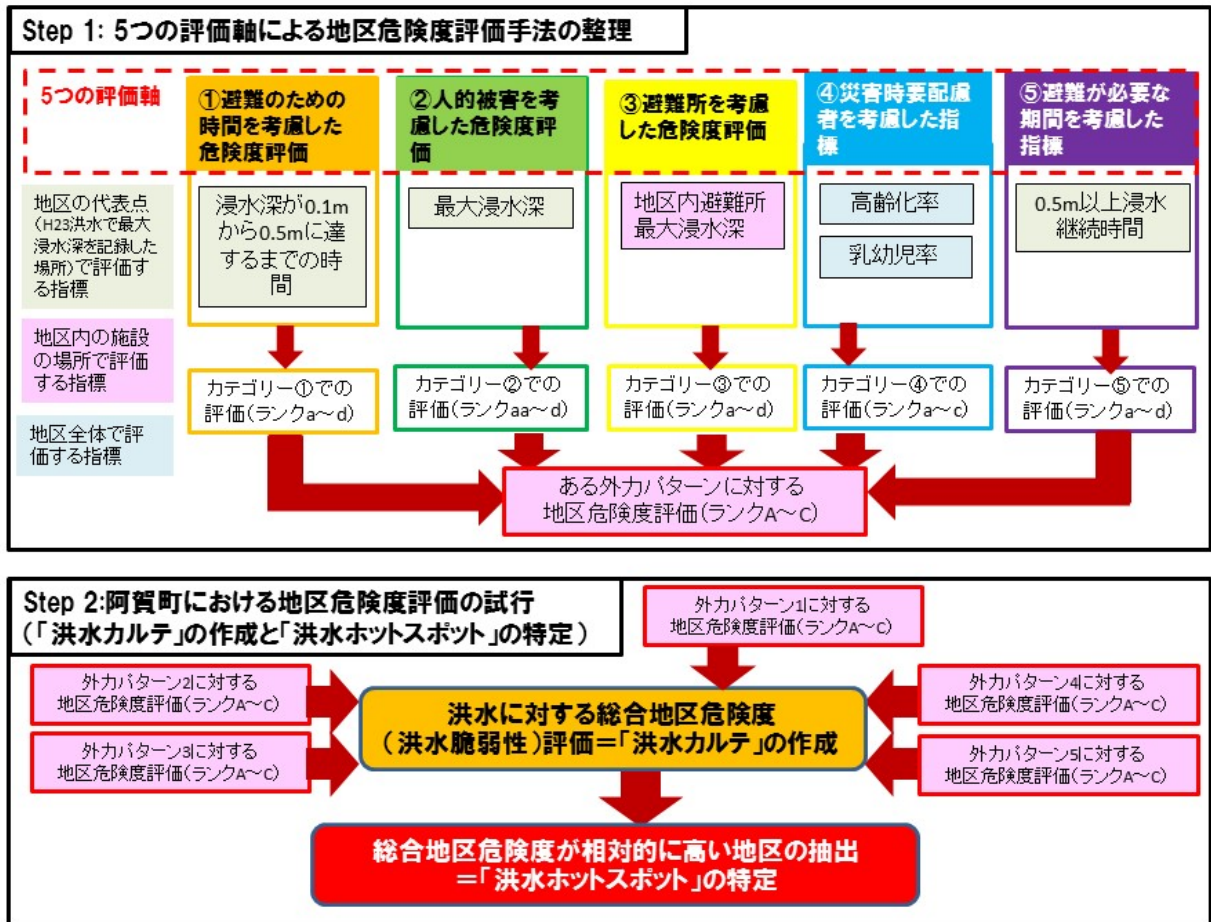 Step 1: 5つの評価軸による地区危険度評価手法の整理
5つの評価軸
①避難のための
時間を考慮した
危険度評価
②人的被害を考
慮した危険度評
価
③避難所を考慮
した危険度評価
④災害時要配慮
者を考慮した指
標
⑤避難が必要な
期間を考慮した
指標
地区の代表点
(H23洪水で最大
浸水深を記録した
場所)で評価す
る指標
浸水深が0.1m
から0.5mに達
するまでの時
間
最大浸水深
地区内避難所
最大浸水深
高齢化率
乳幼児率
0.5m以上浸水
継続時間
地区内の施設
の場所で評価
する指標
地区全体で評
価する指標
カテゴリー①での
評価(ランクa～d)
カテゴリー②での
評価(ランクaa～d)
カテゴリー③での
評価(ランクa～d)
カテゴリー④での
評価(ランクa～c)
カテゴリー⑤での
評価(ランクa～d)
ある外力パターンに対する
地区危険度評価(ランクA～C)
Step 2:阿賀町における地区危険度評価の試行
(「洪水カルテ」の作成と「洪水ホットスポット」の特定)
外力パターン1に対する
地区危険度評価(ランクA～C)
外力パターン2に対する
地区危険度評価(ランクA～C)
外力パターン3に対する
地区危険度評価(ランクA～C)
外力パターン4に対する
地区危険度評価(ランクA～C)
外力パターン5に対する
地区危険度評価(ランクA～C)
洪水に対する総合地区危険度
(洪水脆弱性)評価=「洪水カルテ」の作成
総合地区危険度が相対的に高い地区の抽出
=「洪水ホットスポット」の特定